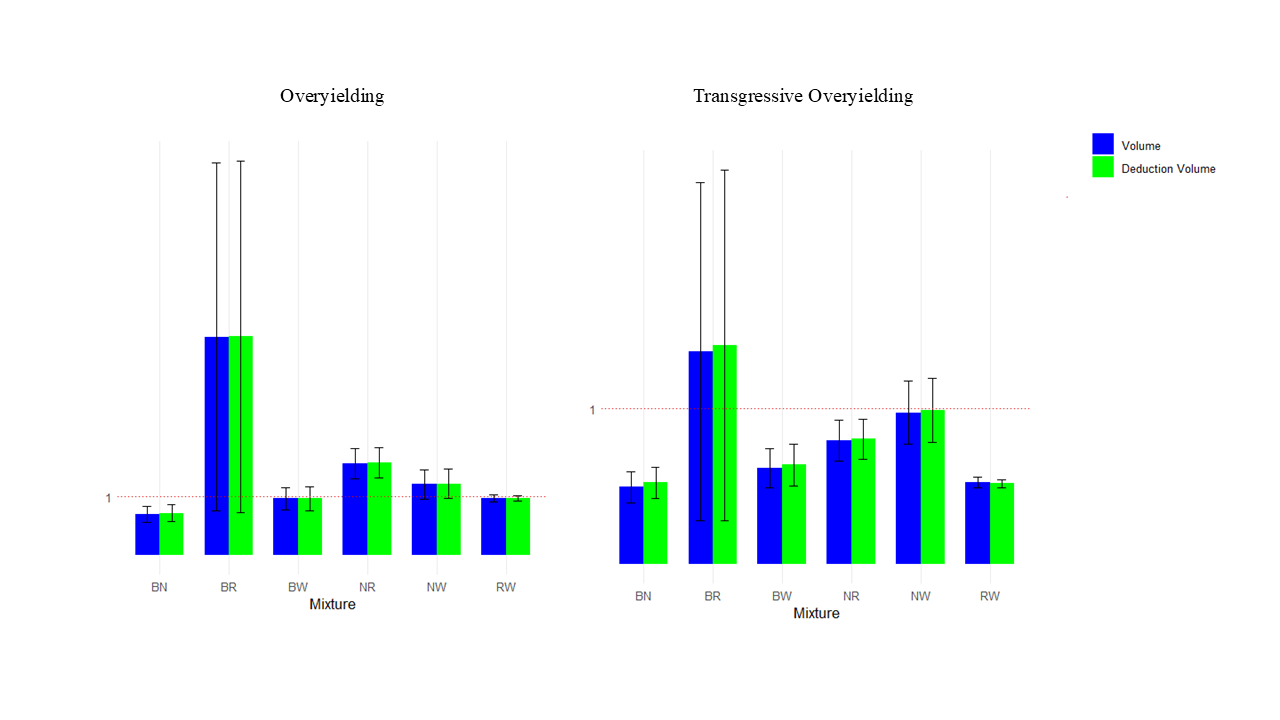 Overyielding
Transgressive Overyielding
Volume
Deduction Volume
1
BN BR BW NR NW RW
Mixture
1
BN BR BW NR NW RW
Mixture